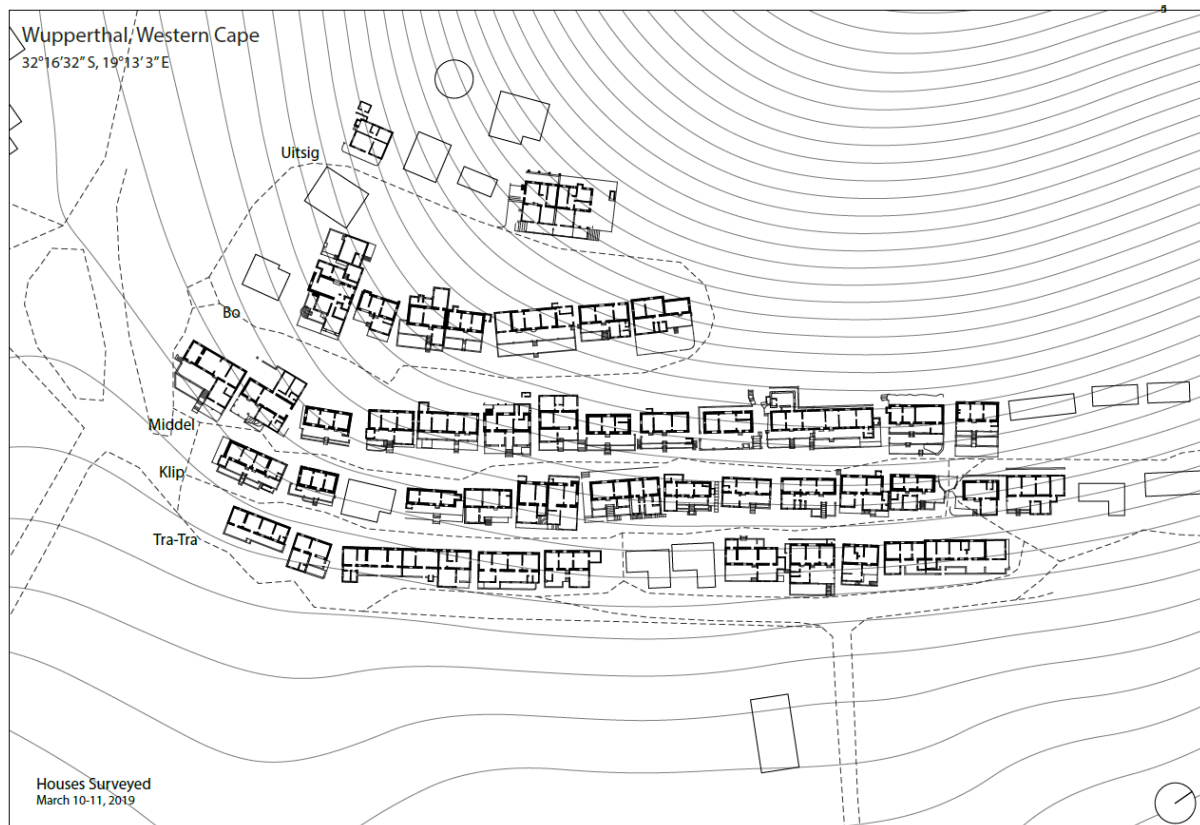 Wupperthal, Western Cape
32°16'32" S, 19°13' 3" E
Uitsig
Bo
Middel
Klip
Tra-Tra
Houses Surveyed
March 10-11, 2019